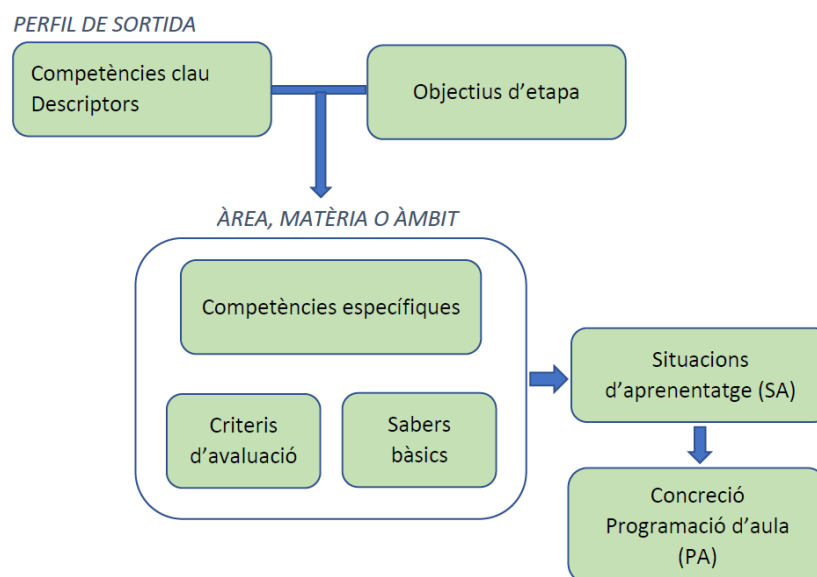 PERFIL DE SORTIDA
Competències clau
Descriptors
Objectius d'etapa
ÀREA, MATÈRIA O ÀMBIT
Competències específiques
Criteris
d'avaluació
Sabers
bàsics
Situacions
d'aprenentatge (SA)
Concreció
Programació d'aula
(PA)